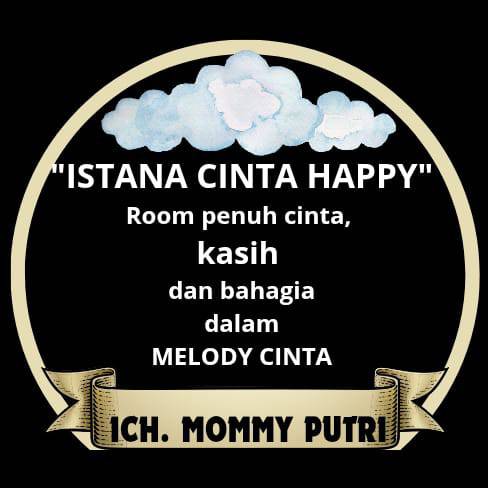 "ISTANA CINTA HAPPY"
Room penuh cinta,
kasih
dan bahagia
dalam
MELODY CINTA
ICH. MOMMY PUTRI